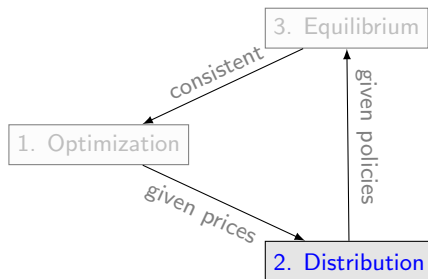 3. Equilibrium
consistent
given policies
1. Optimization
given prices
2. Distribution